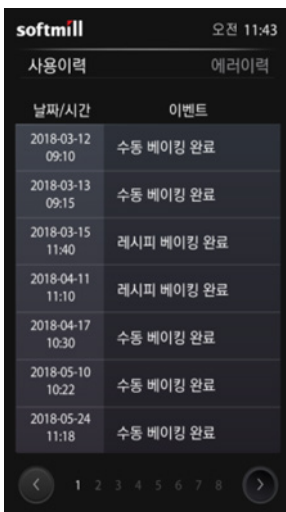 softmill 오전 11:43
사용이력 에러이력
날짜/시간 이벤트
2018-03-12
09:10 수동 베이킹 완료
2018-03-13
09:15 수동 베이킹 완료
2018-03-15
11:40 레시피 베이킹 완료
2018-04-11
11:10 레시피 베이킹 완료
2018-04-17
10:30 수동 베이킹 완료
2018-05-10
10:22 수동 베이킹 완료
2018-05-24
11:18 수동 베이킹 완료
1 2 3 4 5 6 7 8